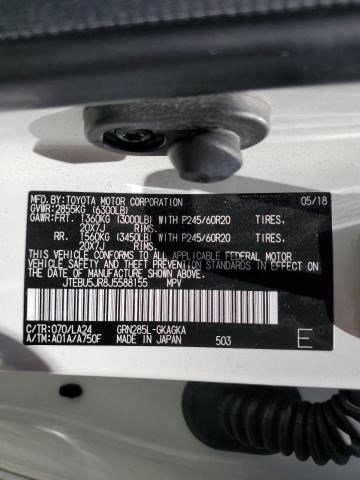 MFD.BY:TOYOTA MOTOR CORPORATION 05/18
GVWR:2855KG (6300LB)
GAWR:FRT. 1360KG (3000LB) WITH P245/60R20 TIRES,
20X7J RIMS.
RR. 1560KG (3450LB) WITH P245/60R20 TIRES,
20X7J RIMS.
THIS VEHICLE CONFORMS TO ALL APPLICABLE FEDERAL MOTOR
VEHICLE SAFETY, BUMPER, AND THEFT PREVENTION STANDARDS
IN EFFECT ON THE DATE OF MANUFACTURE SHOWN ABOVE.
JTEBU5JR8J5588155 MPV
C/TR:070/LA24 GRN285L-GKAGKA
A/TM:A01A/A750F MADE IN JAPAN 503 E